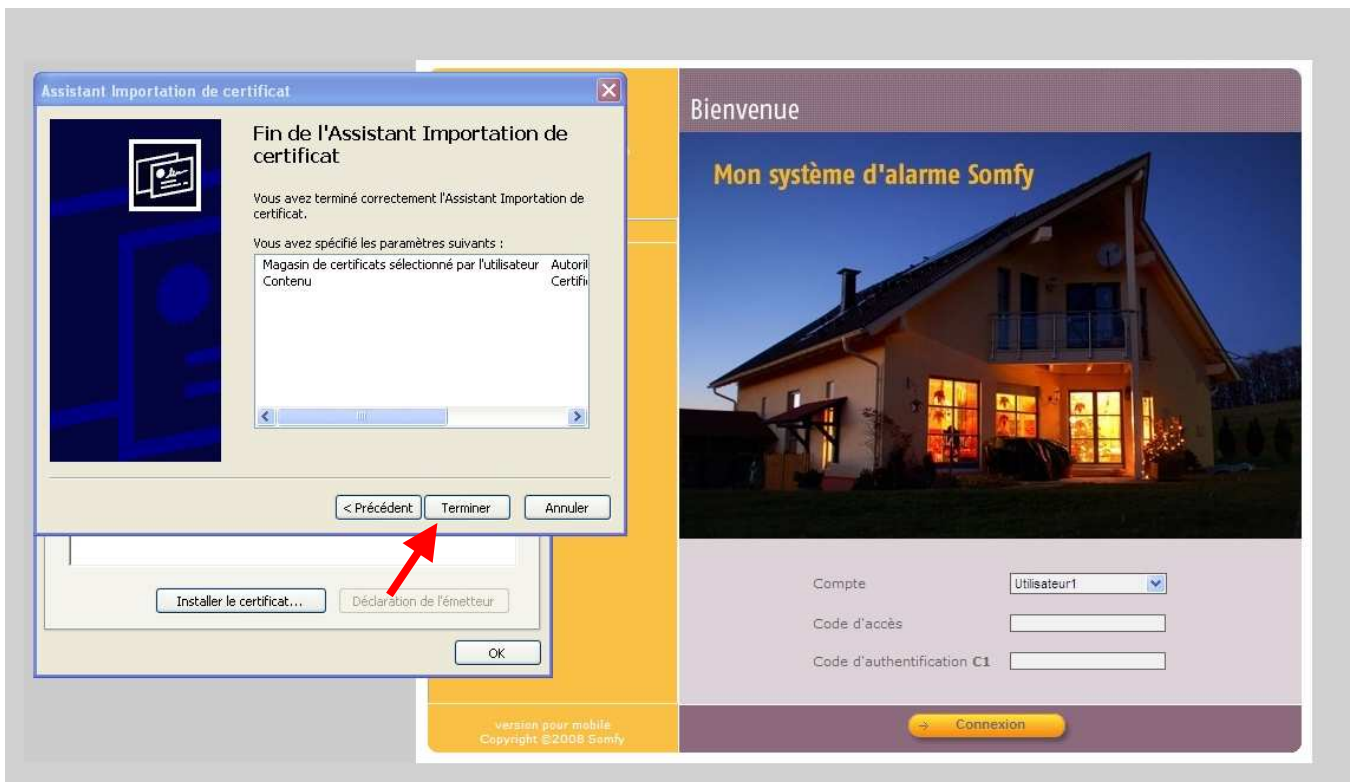 Assistant Importation de certificat
Fin de l'Assistant Importation de
certificat
Vous avez terminé correctement l'Assistant Importation de
certificat.
Vous avez spécifié les paramètres suivants :
Magasin de certificats sélectionné par l'utilisateur Autorit
Contenu Certifi
< Précédent Terminer Annuler
Installer le certificat... Déclaration de l'émetteur
OK
Bienvenue
Mon système d'alarme Somfy
Compte Utilisateur1
Code d'accès
Code d'authentification C1
version pour mobile
Copyright ©2008 Somfy
Connexion